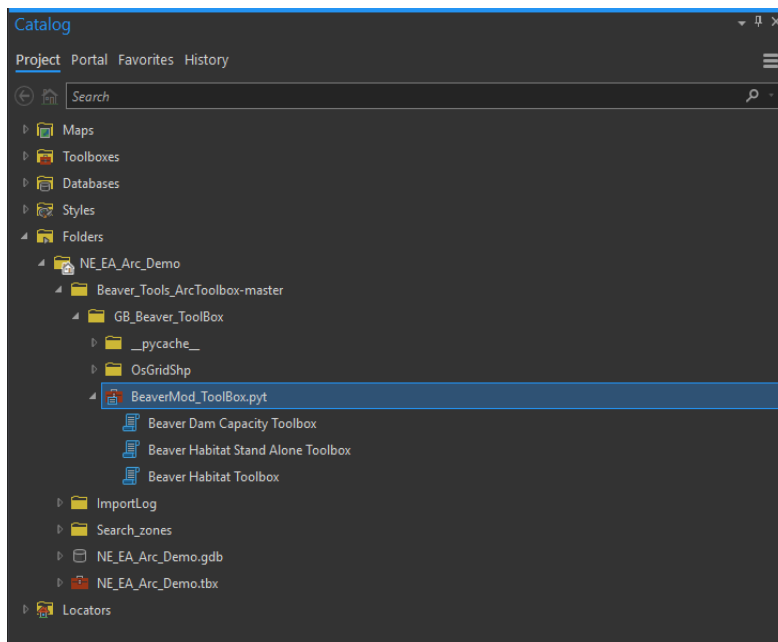 Catalog
Project Portal Favorites History
Search
Maps
Toolboxes
Databases
Styles
Folders
NE_EA_Arc_Demo
Beaver_Tools_ArcToolbox-master
GB_Beaver_ToolBox
__pycache__
OsGridShp
BeaverMod_ToolBox.pyt
Beaver Dam Capacity Toolbox
Beaver Habitat Stand Alone Toolbox
Beaver Habitat Toolbox
ImportLog
Search_zones
NE_EA_Arc_Demo.gdb
NE_EA_Arc_Demo.tbx
Locators